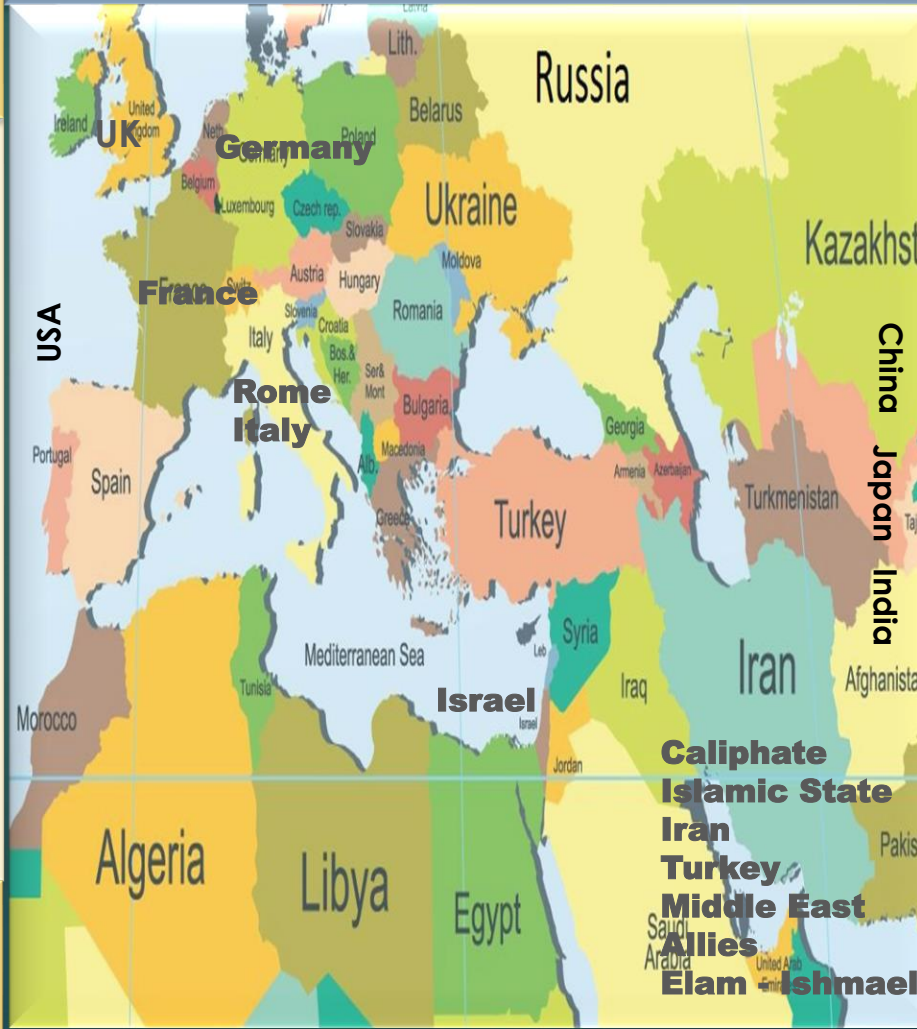 Latvia
Lith.
Russia
Belarus
Ireland
United
Kingdom
UK
Neth
Germany
Germany
Poland
Belgium
Luxembourg
Czech rep.
Ukraine
Slovakia
Kazakhst
Moldova
Austria
Hungary
France
Switz
Slovenia
Romania
Croatia
USA
Italy
Bos.&
Her.
Ser&
Mont
China
Rome
Italy
Bulgaria
Georgia
Portugal
Spain
Alb.
Macedonia
Armenia
Azerbaijan
Japan
Turkmenistan
Greece
Turkey
Taj
India
Syria
Mediterranean Sea
Leb
Iran
Tunisia
Iraq
Afghanista
Israel
Israel
Morocco
Jordan
Caliphate
Islamic State
Iran
Turkey
Middle East
Allies
Elam - Ishmael
Pakis
Algeria
Libya
Egypt
Saudi
Arabia
United Arab